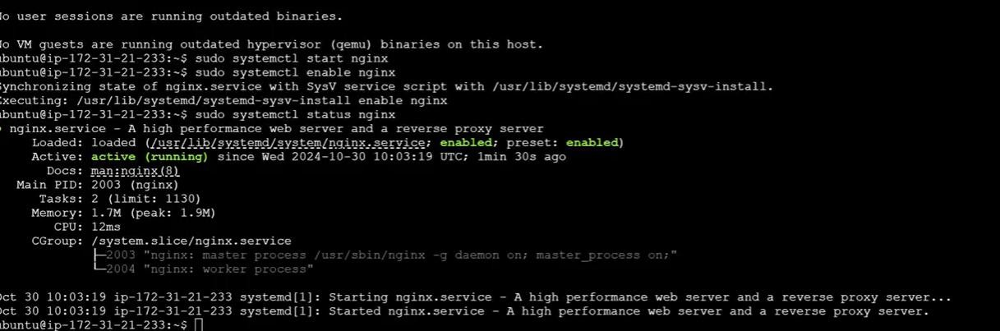 No user sessions are running outdated binaries.
No VM guests are running outdated hypervisor (qemu) binaries on this host.
ubuntu@ip-172-31-21-233:~$ sudo systemctl start nginx
ubuntu@ip-172-31-21-233:~$ sudo systemctl enable nginx
Synchronizing state of nginx.service with SysV service script with /usr/lib/systemd/systemd-sysv-install.
Executing: /usr/lib/systemd/systemd-sysv-install enable nginx
ubuntu@ip-172-31-21-233:~$ sudo systemctl status nginx
● nginx.service - A high performance web server and a reverse proxy server
Loaded: loaded (/usr/lib/systemd/system/nginx.service; enabled; preset: enabled)
Active: active (running) since Wed 2024-10-30 10:03:19 UTC; 1min 30s ago
Docs: man:nginx(8)
Main PID: 2003 (nginx)
Tasks: 2 (limit: 1130)
Memory: 1.7M (peak: 1.9M)
CPU: 12ms
CGroup: /system.slice/nginx.service
├─2003 "nginx: master process /usr/sbin/nginx -g daemon on; master_process on;"
└─2004 "nginx: worker process"
Oct 30 10:03:19 ip-172-31-21-233 systemd[1]: Starting nginx.service - A high performance web server and a reverse proxy server...
Oct 30 10:03:19 ip-172-31-21-233 systemd[1]: Started nginx.service - A high performance web server and a reverse proxy server.
ubuntu@ip-172-31-21-233:~$